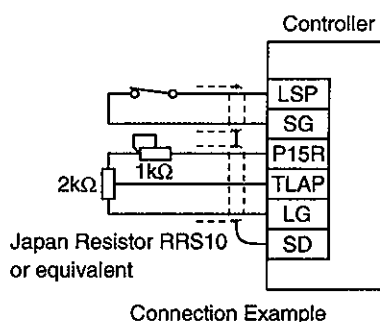 Controller
LSP
SG
P15R
1kΩ
TLAP
2kΩ
LG
Japan Resistor RRS10
SD
or equivalent
Connection Example